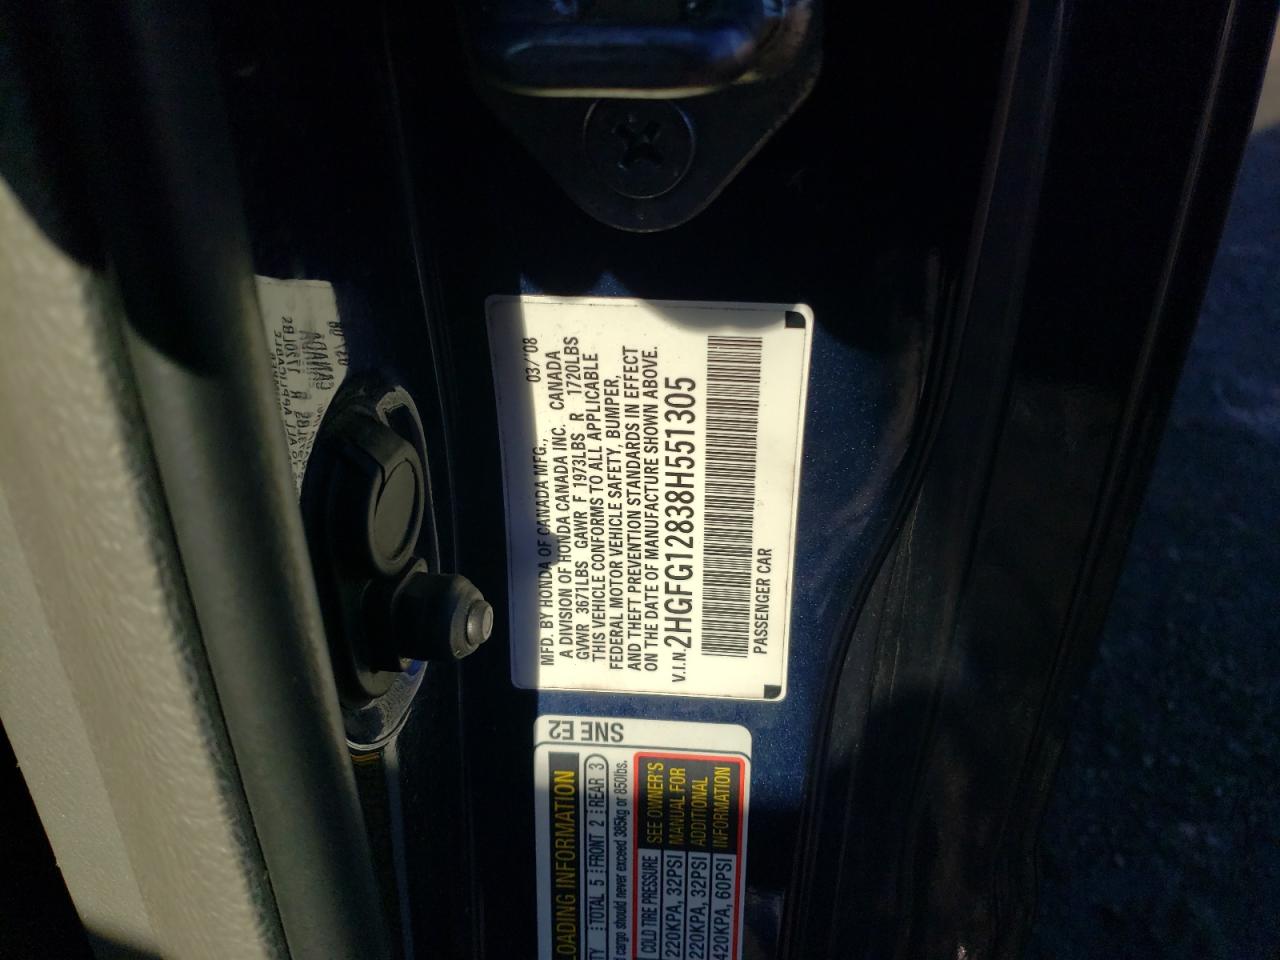 MFD. BY HONDA OF CANADA MFG., 03/'08
A DIVISION OF HONDA CANADA INC. CANADA
GVWR 3671LBS GAWR F 1973LBS R 1720LBS
THIS VEHICLE CONFORMS TO ALL APPLICABLE
FEDERAL MOTOR VEHICLE SAFETY, BUMPER,
AND THEFT PREVENTION STANDARDS IN EFFECT
ON THE DATE OF MANUFACTURE SHOWN ABOVE.
V.I.N. 2HGFG12838H551305
PASSENGER CAR
SNE E2
LOADING INFORMATION
TOTAL 5 FRONT 2 REAR 3
cargo should never exceed 385kg or 850lbs.
COLD TIRE PRESSURE SEE OWNER'S
220KPA, 32PSI MANUAL FOR
220KPA, 32PSI ADDITIONAL
420KPA, 60PSI INFORMATION